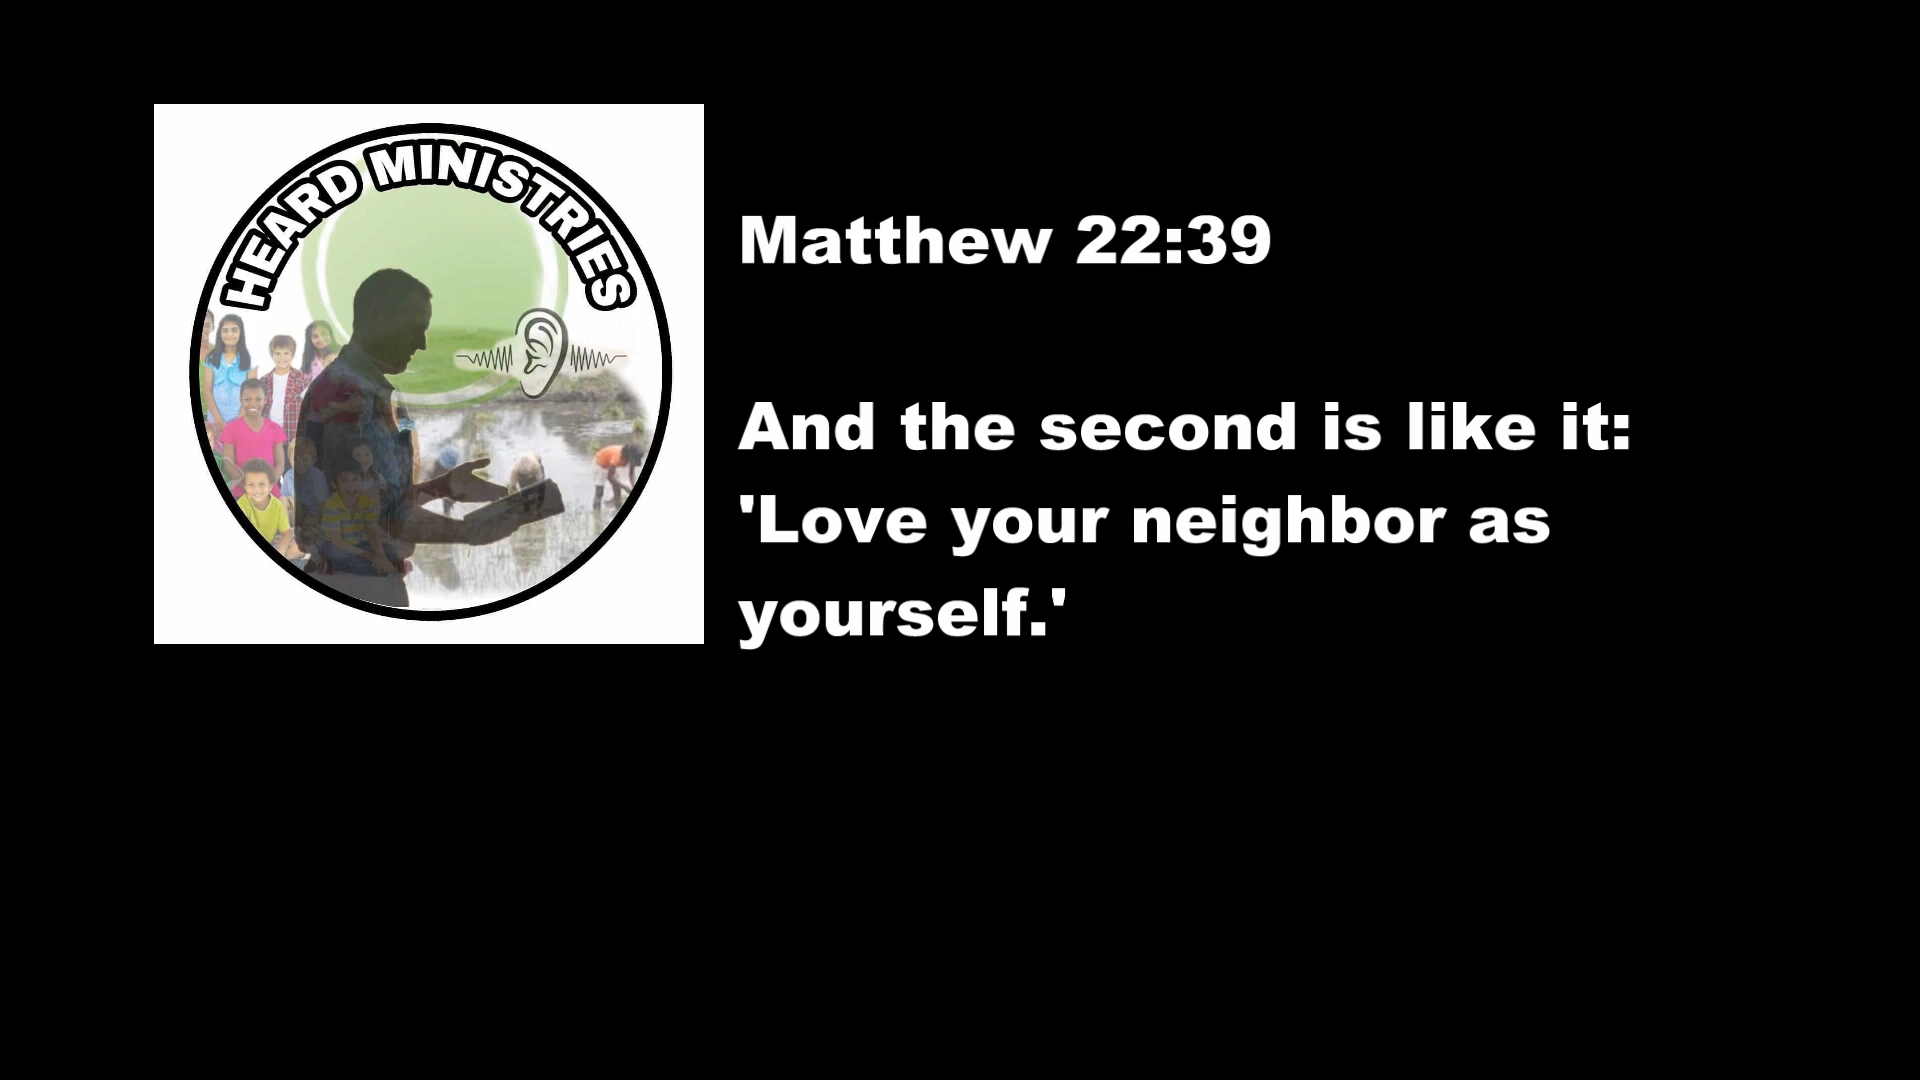 HEARD MINISTRIES
Matthew 22:39
And the second is like it:
'Love your neighbor as
yourself.'